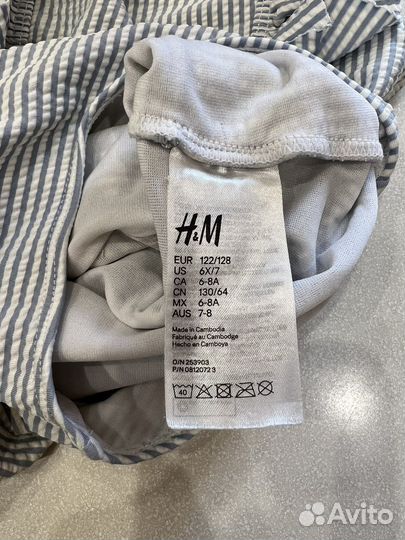 H&M
EUR 122/128
US 6X/7
CA 6-8A
CN 130/64
MX 6-8A
AUS 7-8
Made in Cambodia
Fabriqué au Cambodge
Hecho en Camboya
O/N 253903
P/N 0812072 3
40
Avito